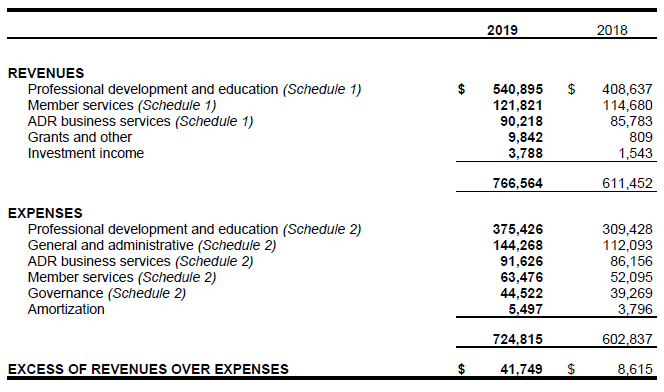 2019 2018
REVENUES
Professional development and education (Schedule 1) $ 540,895 $ 408,637
Member services (Schedule 1) 121,821 114,680
ADR business services (Schedule 1) 90,218 85,783
Grants and other 9,842 809
Investment income 3,788 1,543
766,564 611,452
EXPENSES
Professional development and education (Schedule 2) 375,426 309,428
General and administrative (Schedule 2) 144,268 112,093
ADR business services (Schedule 2) 91,626 86,156
Member services (Schedule 2) 63,476 52,095
Governance (Schedule 2) 44,522 39,269
Amortization 5,497 3,796
724,815 602,837
EXCESS OF REVENUES OVER EXPENSES $ 41,749 $ 8,615